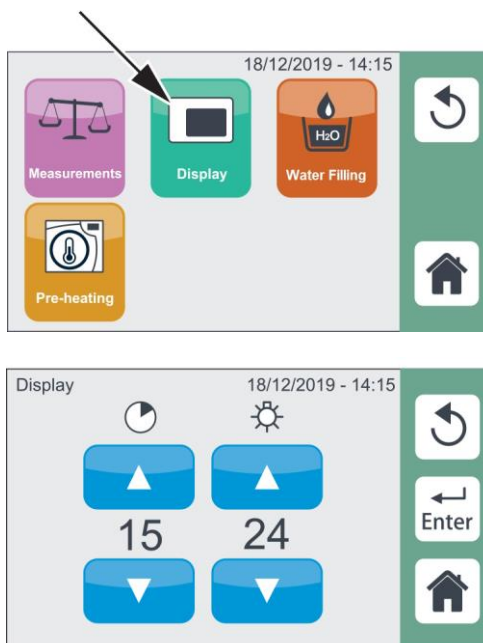 18/12/2019 - 14:15
H2O
Measurements
Display
Water Filling
Pre-heating
Display
18/12/2019 - 14:15
15
24
Enter